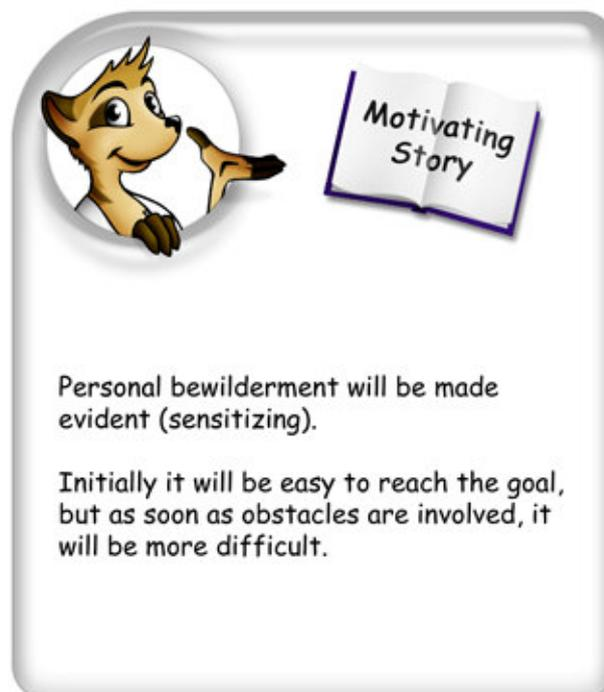 Motivating
Story
Personal bewilderment will be made
evident (sensitizing).
Initially it will be easy to reach the goal,
but as soon as obstacles are involved, it
will be more difficult.